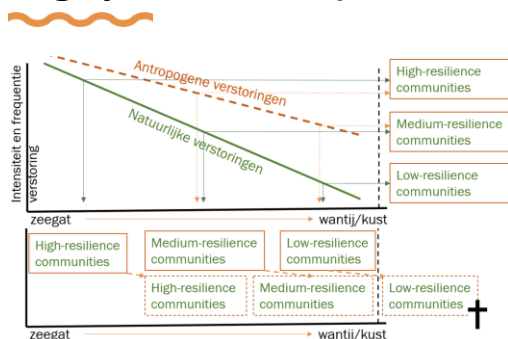 Antropogene verstoringen
Natuurlijke verstoringen
Intensiteit en frequentie
verstoring
High-resilience
communities
Medium-resilience
communities
Low-resilience
communities
zeegat
wantij/kust
High-resilience
communities
Medium-resilience
communities
Low-resilience
communities
High-resilience
communities
Medium-resilience
communities
Low-resilience
communities
zeegat
wantij/kust